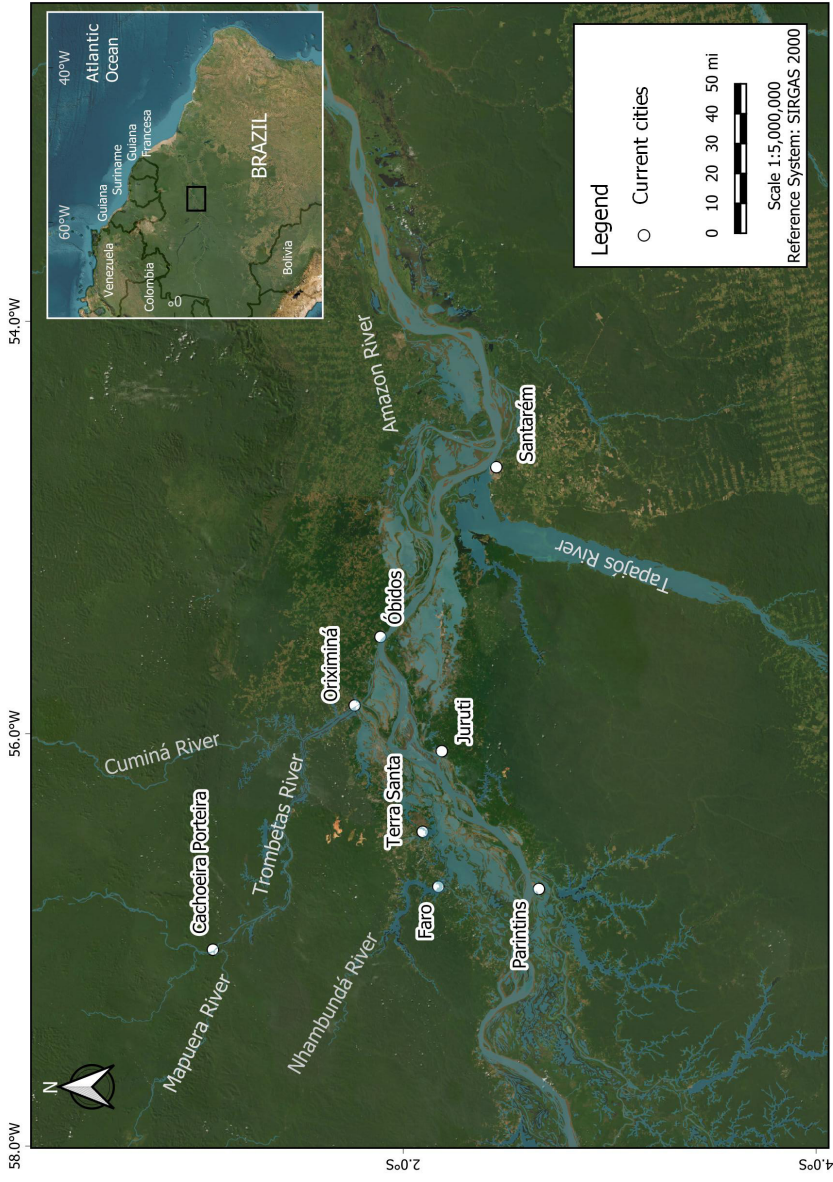 58.0°W
56.0°W
54.0°W
2.0°S
4.0°S
N
Mapuera River
Cachoeira Porteira
Cuminá River
Trombetas River
Nhambundá River
Oriximiná
Óbidos
Terra Santa
Faro
Juruti
Parintins
Amazon River
Santarém
Tapajós River
60°W
40°W
Atlantic
Ocean
Venezuela
Guiana
Suriname
Guiana
Francesa
Colombia
0°
BRAZIL
Bolivia
Legend
Current cities
0 10 20 30 40 50 mi
Scale 1:5,000,000
Reference System: SIRGAS 2000